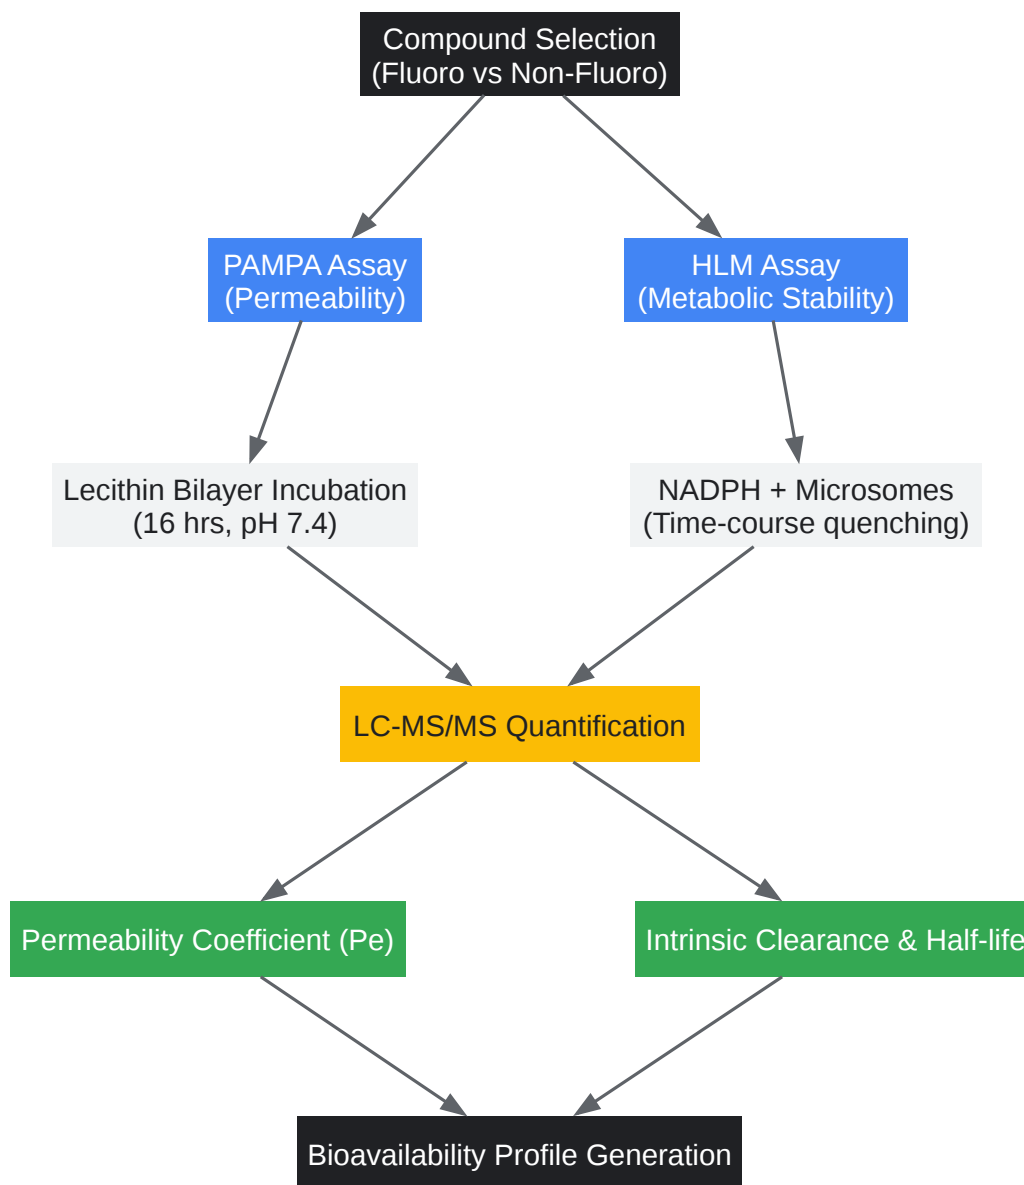 Compound Selection
(Fluoro vs Non-Fluoro)
PAMPA Assay
(Permeability)
HLM Assay
(Metabolic Stability)
Lecithin Bilayer Incubation
(16 hrs, pH 7.4)
NADPH + Microsomes
(Time-course quenching)
LC-MS/MS Quantification
Permeability Coefficient (Pe)
Intrinsic Clearance & Half-life
Bioavailability Profile Generation